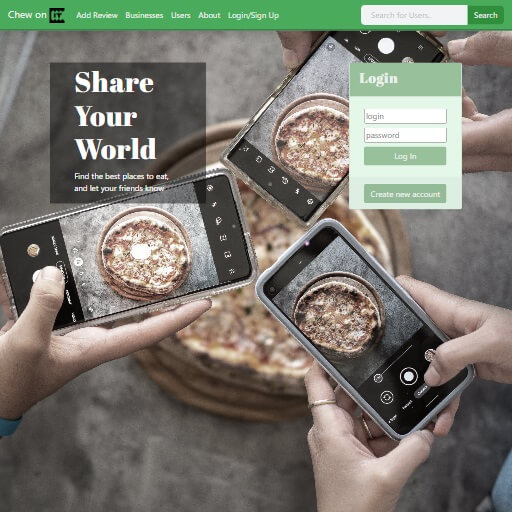 Chew on IT Add Review Businesses Users About Login/Sign Up Search for Users.. Search
Share
Your
World
Find the best places to eat,
and let your friends know
Login
login
password
Log In
Create new account